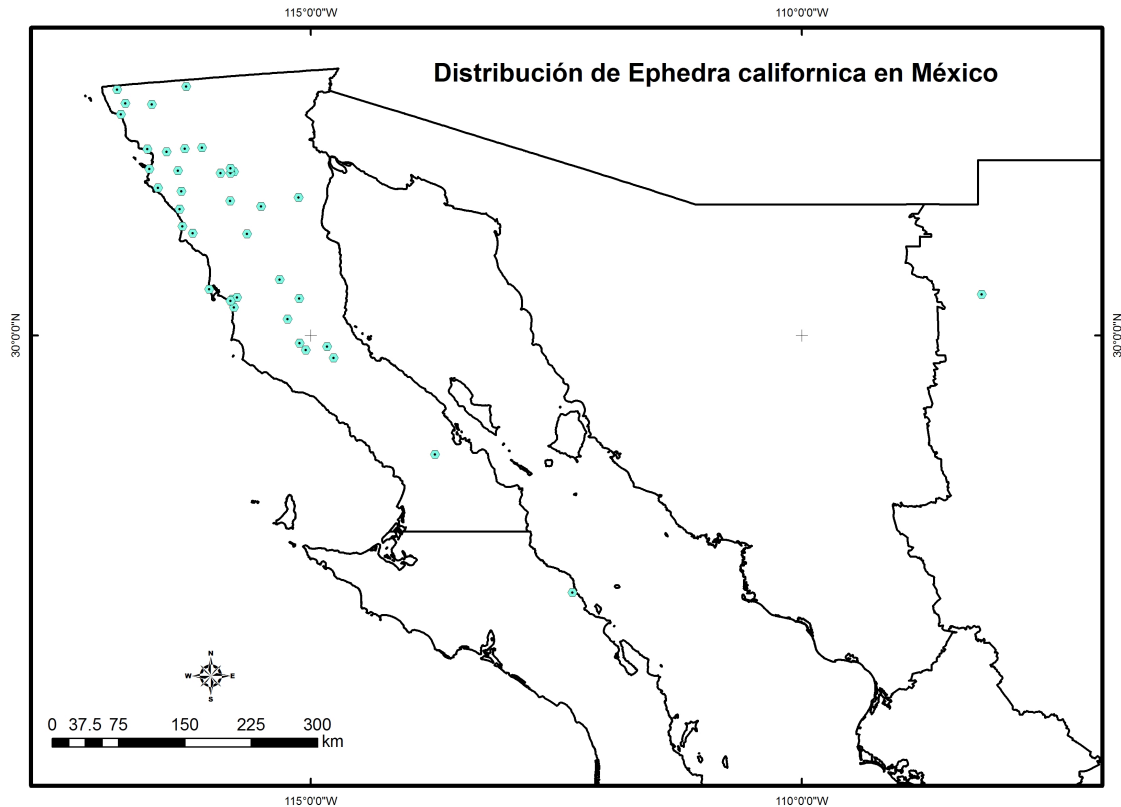 115°0'0"W 110°0'0"W
Distribución de Ephedra californica en México
30°0'0"N 30°0'0"N
N
W E
S
0 37.5 75 150 225 300
km
115°0'0"W 110°0'0"W